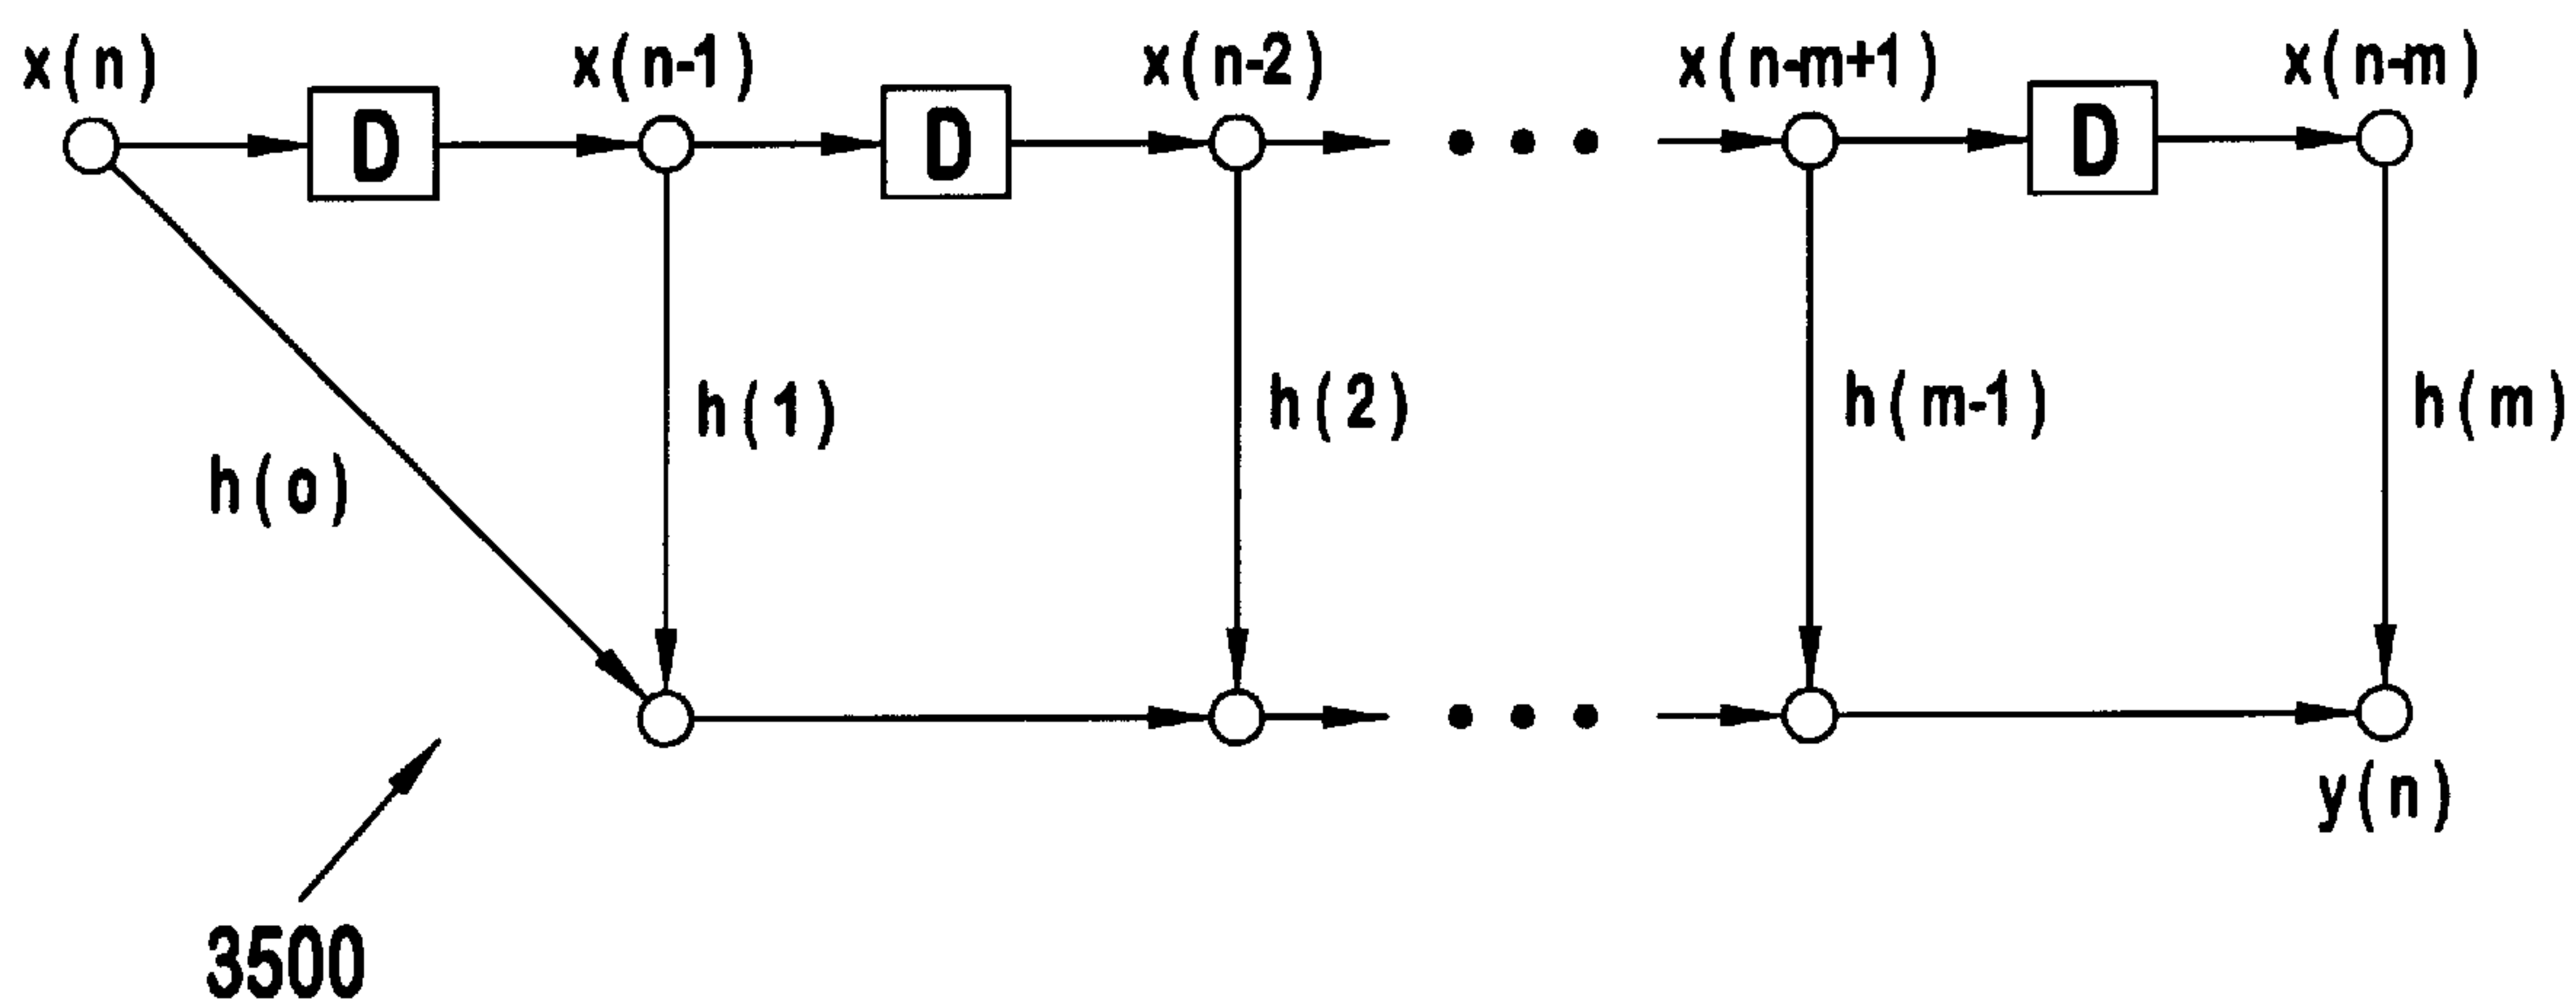 x(n) x(n-1) x(n-2) x(n-m+1) x(n-m)
D D D
h(o) h(1) h(2) h(m-1) h(m)
y(n)
3500